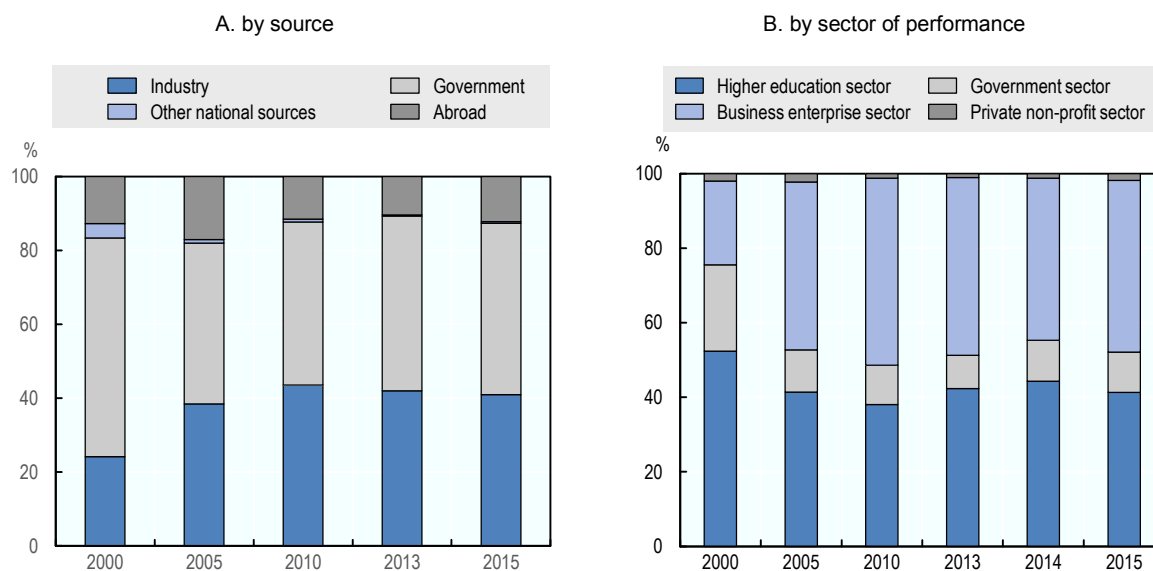 A. by source
Industry
Government
Other national sources
Abroad
%
100
80
60
40
20
0
2000 2005 2010 2013 2015
B. by sector of performance
Higher education sector
Government sector
Business enterprise sector
Private non-profit sector
%
100
80
60
40
20
0
2000 2005 2010 2013 2014 2015